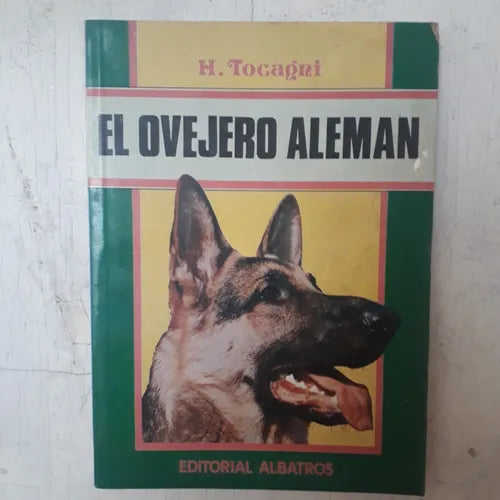 H. Tocagni
EL OVEJERO ALEMAN
EDITORIAL ALBATROS